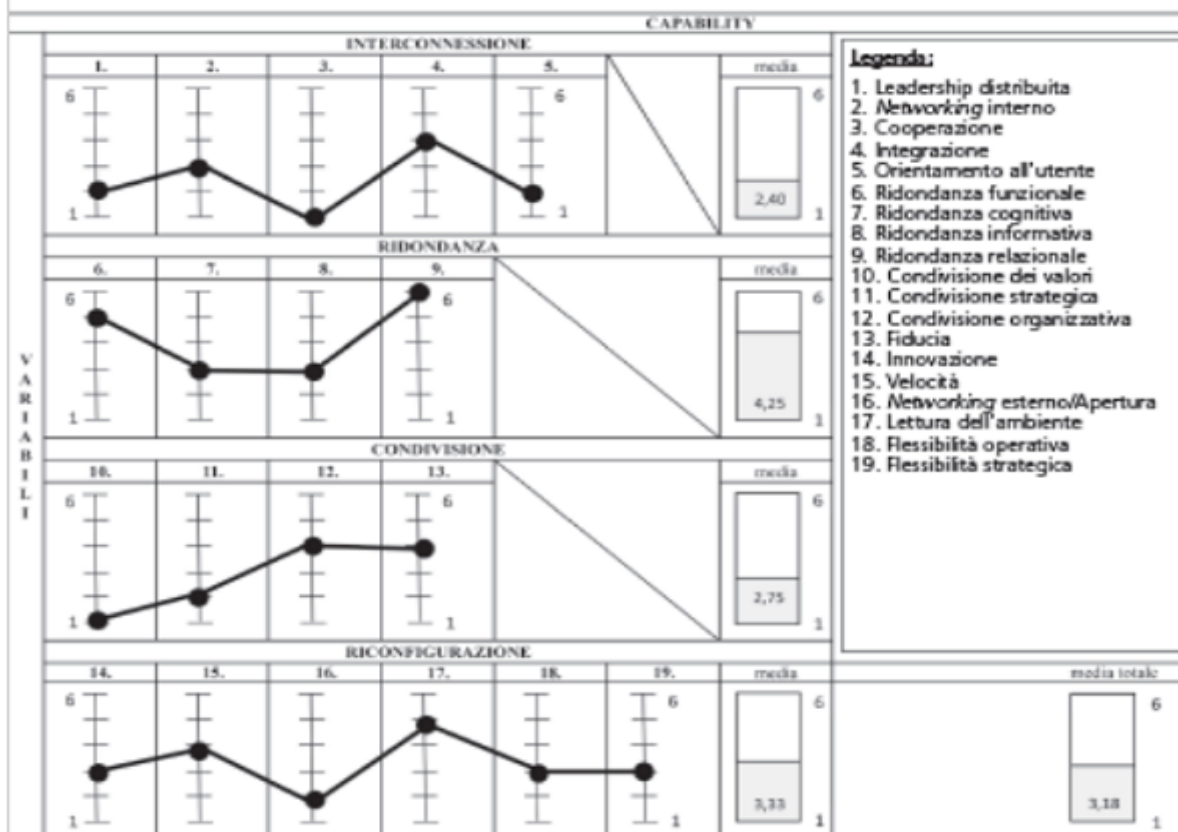 CAPABILITY
INTERCONNESSIONE
1. 2. 3. 4. 5. media
6 6 6
1 1 2,40 1
RIDONDANZA
6. 7. 8. 9. media
6 6 6
1 1 4,25 1
CONDIVISIONE
10. 11. 12. 13. media
6 6 6
1 1 2,75 1
RICONFIGURAZIONE
14. 15. 16. 17. 18. 19. media media totale
6 6 6 6
1 1 3,33 1 3,18 1
VARIABILI
Legenda:
1. Leadership distribuita
2. Networking interno
3. Cooperazione
4. Integrazione
5. Orientamento all'utente
6. Ridondanza funzionale
7. Ridondanza cognitiva
8. Ridondanza informativa
9. Ridondanza relazionale
10. Condivisione dei valori
11. Condivisione strategica
12. Condivisione organizzativa
13. Fiducia
14. Innovazione
15. Velocità
16. Networking esterno/Apertura
17. Lettura dell'ambiente
18. Flessibilità operativa
19. Flessibilità strategica